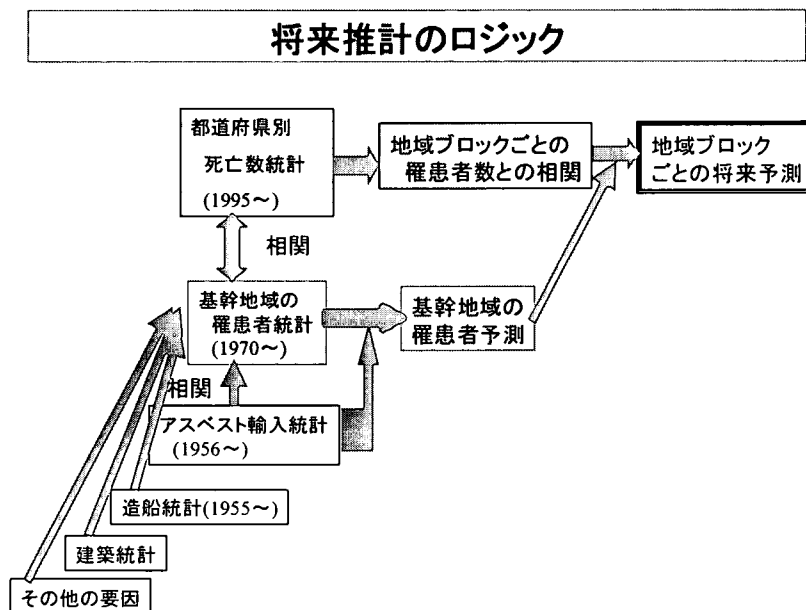 将来推計のロジック
都道府県別
死亡数統計
(1995～)
地域ブロックごとの
罹患者数との相関
地域ブロック
ごとの将来予測
相関
基幹地域の
罹患者統計
(1970～)
基幹地域の
罹患者予測
相関
アスベスト輸入統計
(1956～)
造船統計(1955～)
建築統計
その他の要因